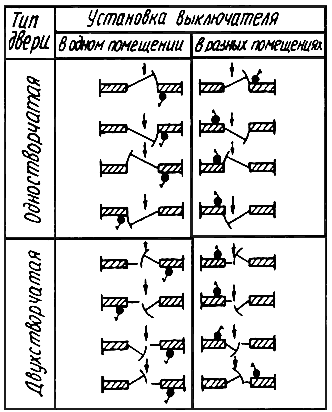 Тип двери
Установка выключателя
в одном помещении
в разных помещениях
Одностворчатая
Двухстворчатая